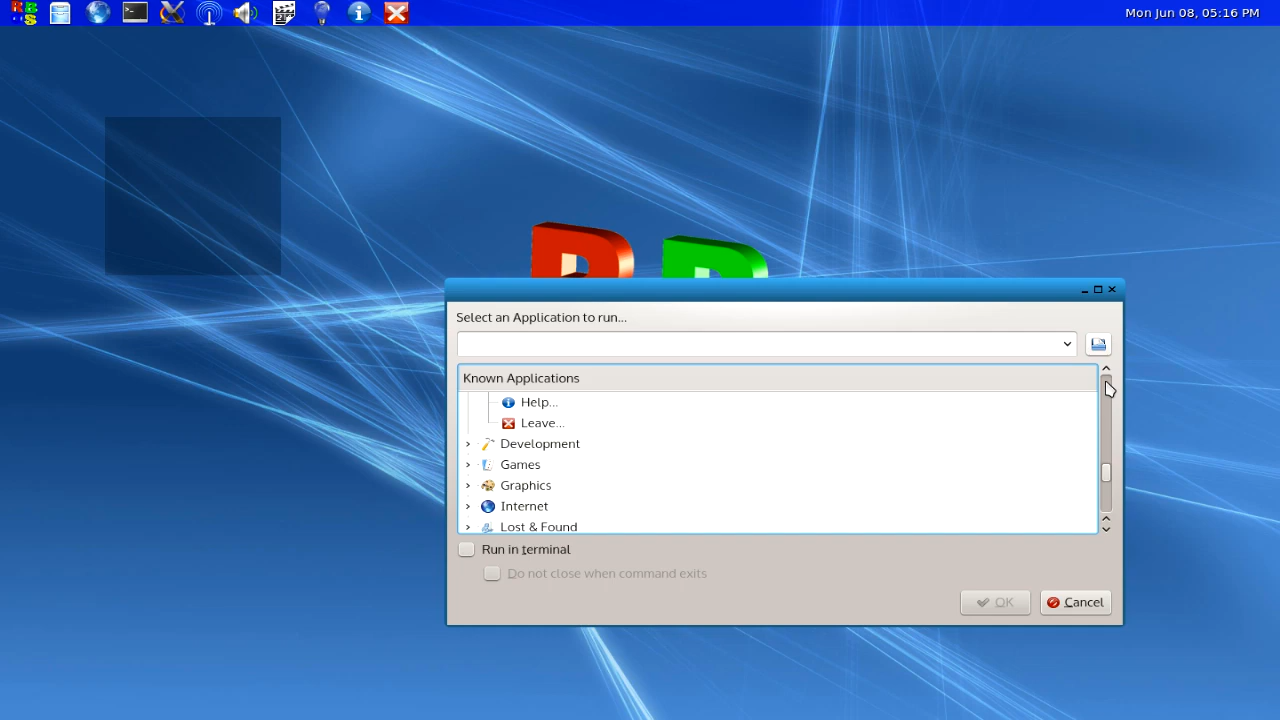 Mon Jun 08, 05:16 PM
Select an Application to run...
Known Applications
Help...
Leave...
Development
Games
Graphics
Internet
Lost & Found
Run in terminal
Do not close when command exits
OK
Cancel